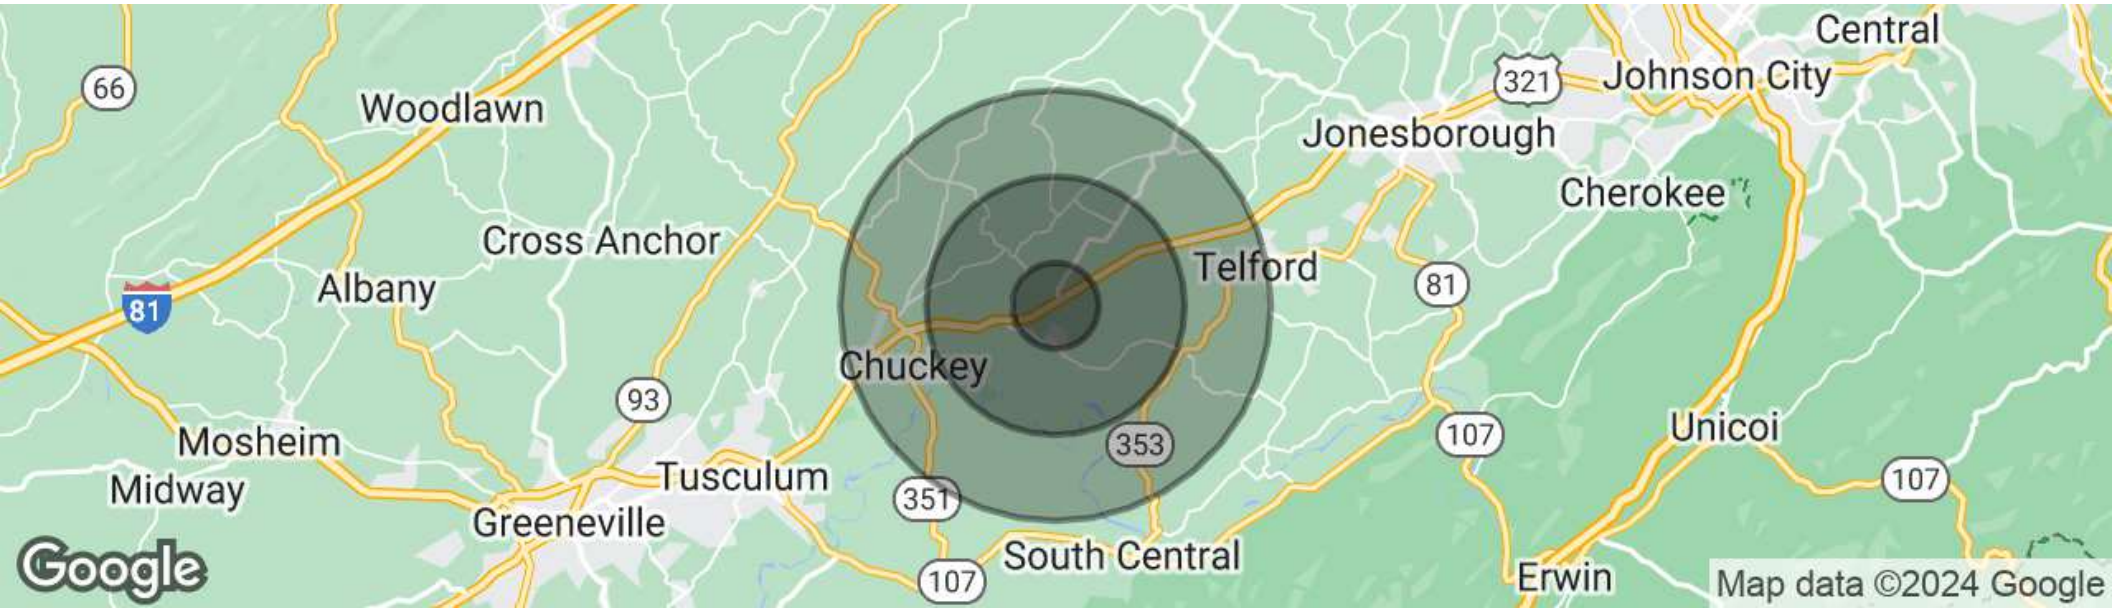 Central
66
321
Johnson City
Woodlawn
Jonesborough
Cherokee
Cross Anchor
Telford
Albany
81
81
Chuckey
93
Mosheim
353
107
Unicoi
Midway
Tusculum
351
107
Greeneville
South Central
Google
107
Erwin
Map data ©2024 Google